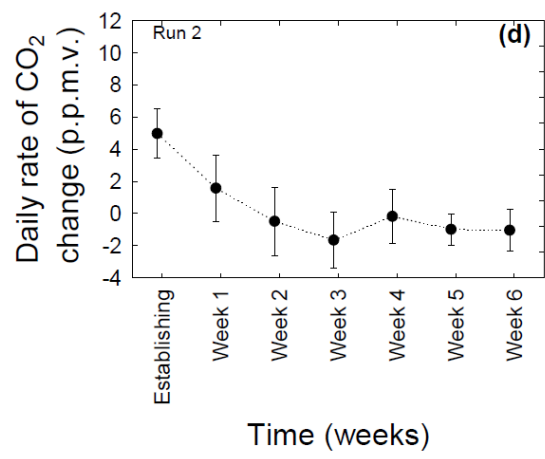 Daily rate of CO₂
change (p.p.m.v.)
12
10
8
6
4
2
0
-2
-4
Run 2
(d)
Establishing
Week 1
Week 2
Week 3
Week 4
Week 5
Week 6
Time (weeks)